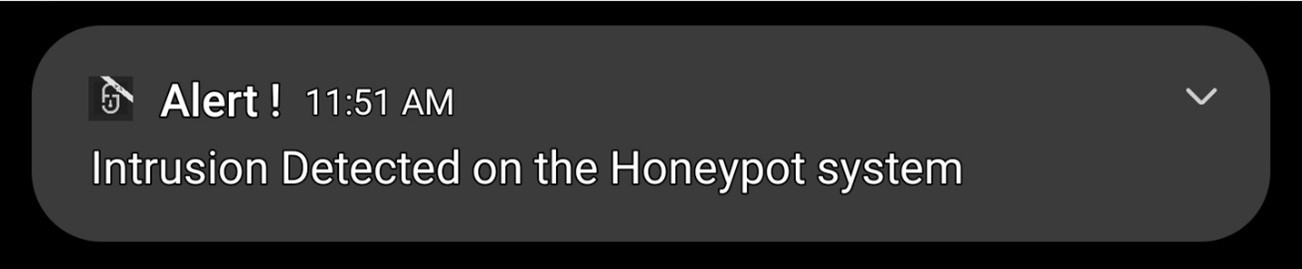 Alert ! 11:51 AM
Intrusion Detected on the Honeypot system